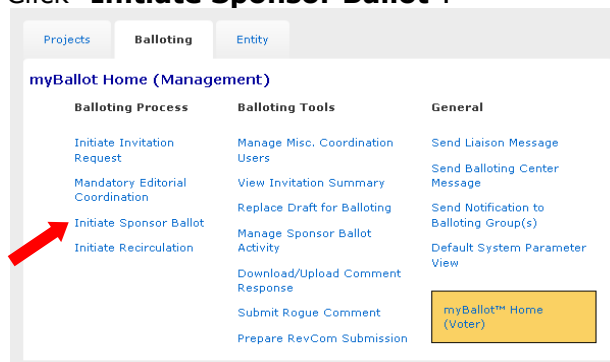 Click "Initiate Sponsor Ballot".
Projects
Balloting
Entity
myBallot Home (Management)
Balloting Process
Initiate Invitation
Request
Mandatory Editorial
Coordination
Initiate Sponsor Ballot
Initiate Recirculation
Balloting Tools
Manage Misc. Coordination
Users
View Invitation Summary
Replace Draft for Balloting
Manage Sponsor Ballot
Activity
Download/Upload Comment
Response
Submit Rogue Comment
Prepare RevCom Submission
General
Send Liaison Message
Send Balloting Center
Message
Send Notification to
Balloting Group(s)
Default System Parameter
View
myBallot™ Home
(Voter)